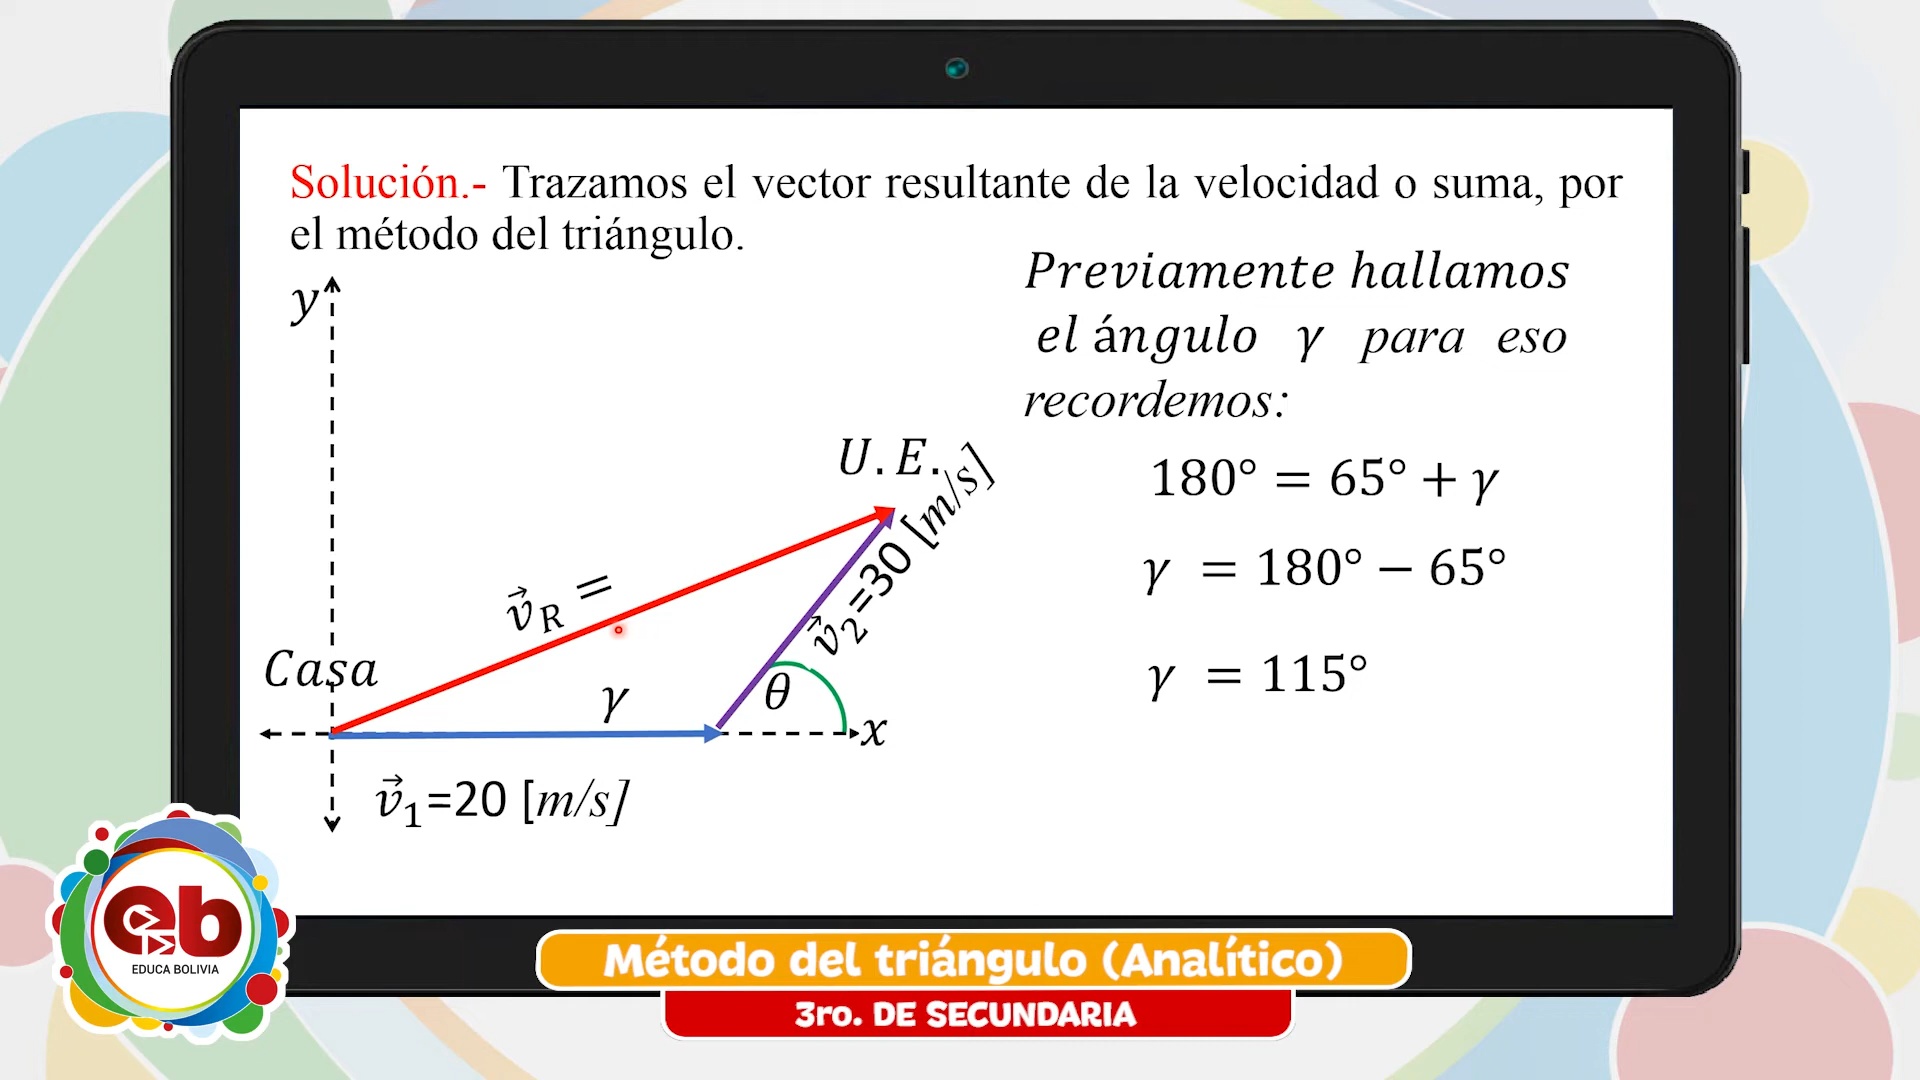 Solución.- Trazamos el vector resultante de la velocidad o suma, por
el método del triángulo.
Previamente hallamos
el ángulo γ para eso
recordemos:
180° = 65° + γ
γ = 180° − 65°
γ = 115°
y
U.E.
v⃗2=30 [m/s]
v⃗R =
Casa
γ
θ
x
v⃗1=20 [m/s]
eb
EDUCA BOLIVIA
Método del triángulo (Analítico)
3ro. DE SECUNDARIA